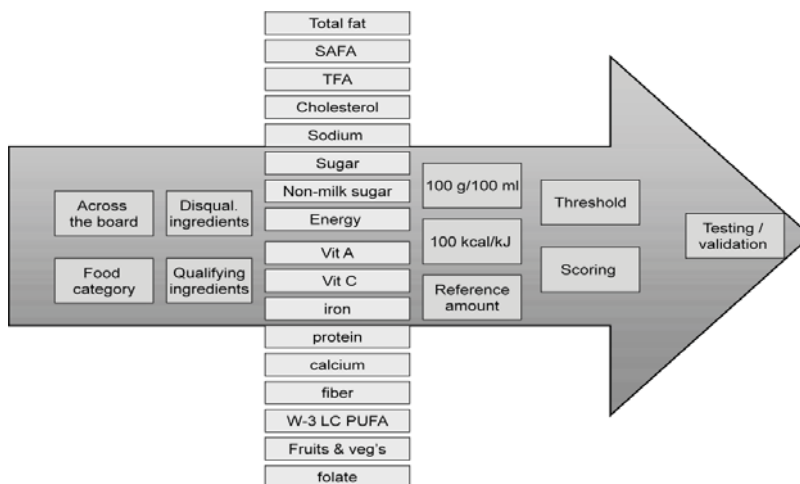 Across
the board
Food
category
Disqual.
ingredients
Qualifying
ingredients
Total fat
SAFA
TFA
Cholesterol
Sodium
Sugar
Non-milk sugar
Energy
Vit A
Vit C
iron
protein
calcium
fiber
W-3 LC PUFA
Fruits & veg's
folate
100 g/100 ml
100 kcal/kJ
Reference
amount
Threshold
Scoring
Testing /
validation